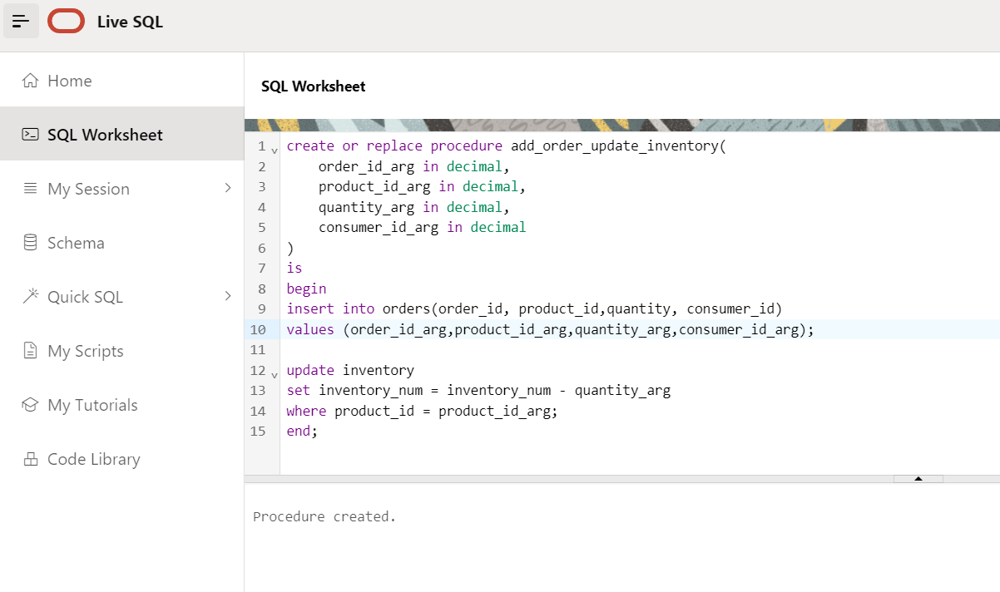 Live SQL
Home
SQL Worksheet
My Session
Schema
Quick SQL
My Scripts
My Tutorials
Code Library
SQL Worksheet
1 create or replace procedure add_order_update_inventory(
2     order_id_arg in decimal,
3     product_id_arg in decimal,
4     quantity_arg in decimal,
5     consumer_id_arg in decimal
6 )
7 is
8 begin
9 insert into orders(order_id, product_id,quantity, consumer_id)
10 values (order_id_arg,product_id_arg,quantity_arg,consumer_id_arg);
11
12 update inventory
13 set inventory_num = inventory_num - quantity_arg
14 where product_id = product_id_arg;
15 end;
Procedure created.